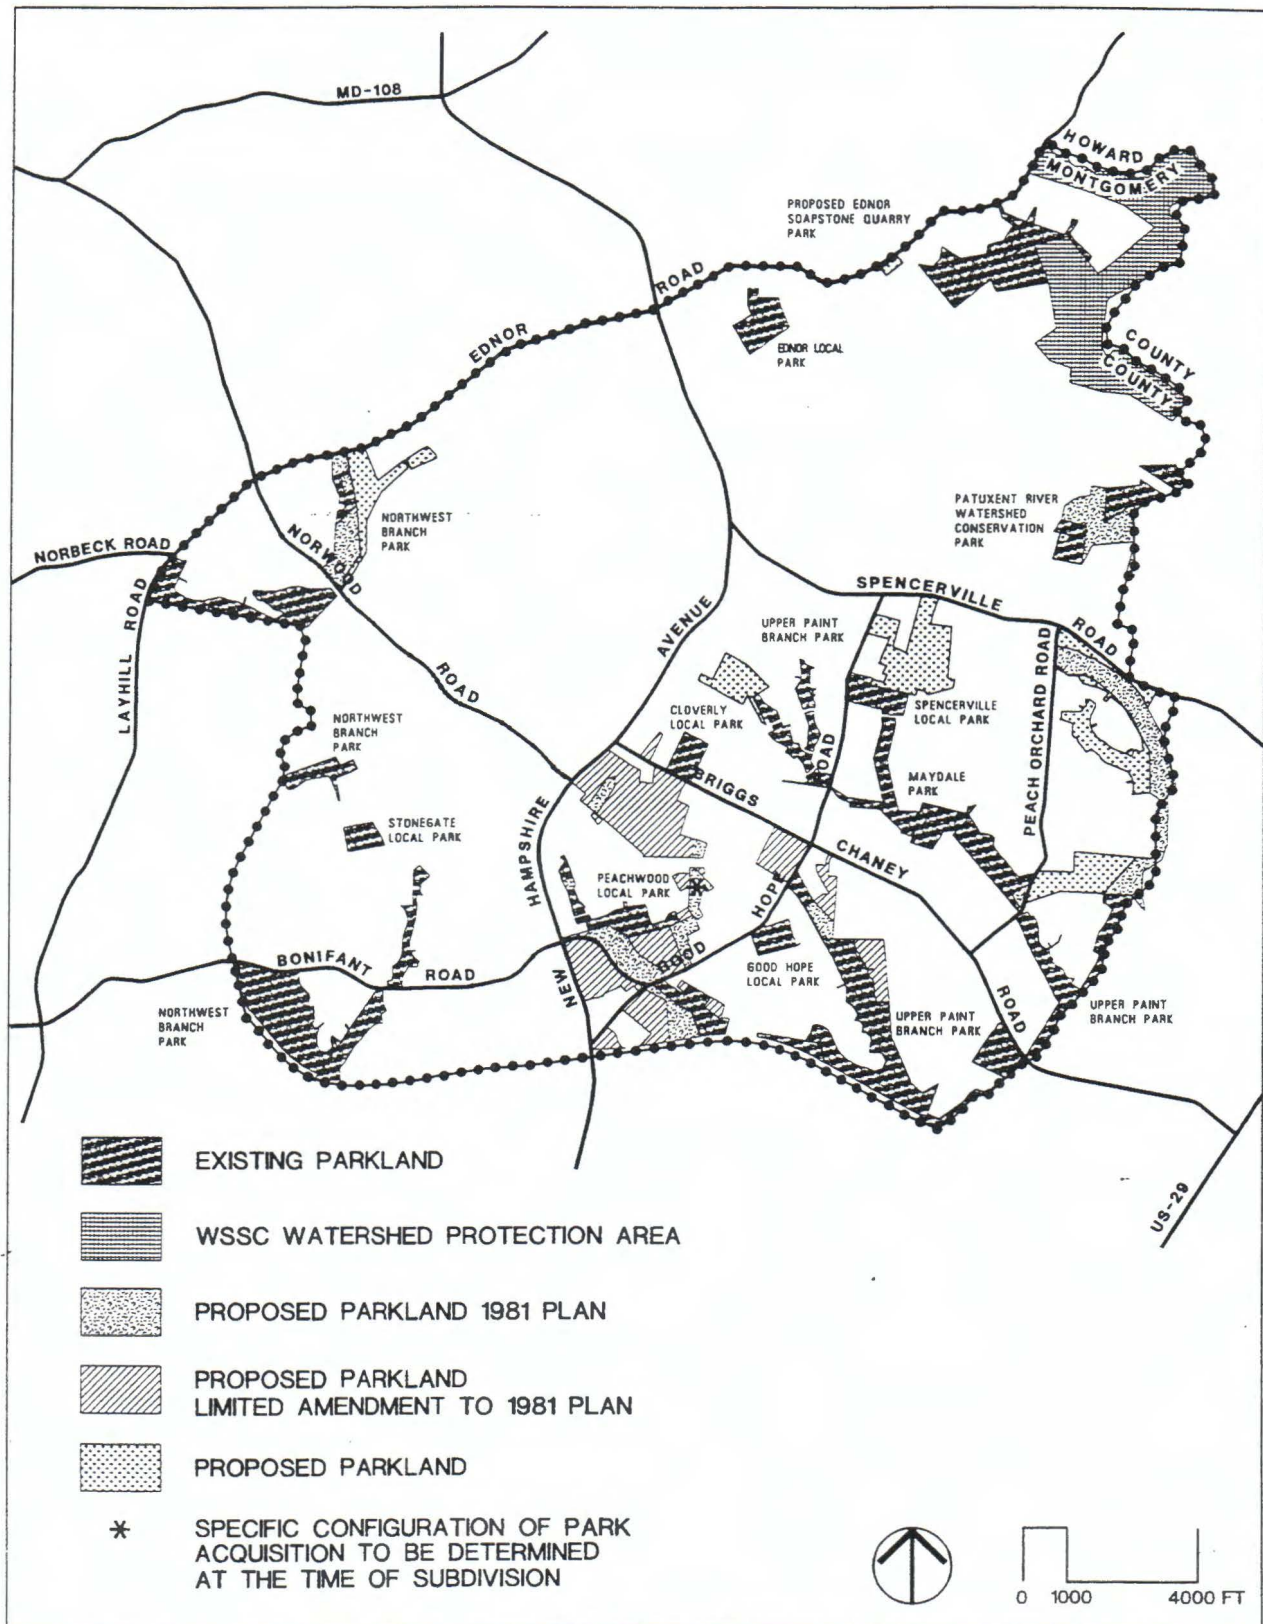 MD-108
HOWARD
MONTGOMERY
PROPOSED EDNOR
SOAPSTONE QUARRY
PARK
EDNOR
ROAD
EDNOR LOCAL
PARK
COUNTY
COUNTY
NORTHWEST
BRANCH
PARK
PATUXENT RIVER
WATERSHED
CONSERVATION
PARK
NORBECK ROAD
NORWOOD
ROAD
LAYHILL ROAD
SPENCERVILLE
ROAD
AVENUE
UPPER PAINT
BRANCH PARK
PEACH ORCHARD ROAD
CLOVERLY
LOCAL PARK
SPENCERVILLE
LOCAL PARK
NORTHWEST
BRANCH
PARK
ROAD
BRIGGS
MAYDALE
PARK
STONEGATE
LOCAL PARK
HAMPSHIRE
CHANEY
PEACHWOOD
LOCAL PARK
*
HOPE
BONIFANT
ROAD
NEW
GOOD
GOOD HOPE
LOCAL PARK
ROAD
NORTHWEST
BRANCH
PARK
UPPER PAINT
BRANCH PARK
UPPER PAINT
BRANCH PARK
US-29
EXISTING PARKLAND
WSSC WATERSHED PROTECTION AREA
PROPOSED PARKLAND 1981 PLAN
PROPOSED PARKLAND
LIMITED AMENDMENT TO 1981 PLAN
PROPOSED PARKLAND
* SPECIFIC CONFIGURATION OF PARK
ACQUISITION TO BE DETERMINED
AT THE TIME OF SUBDIVISION
0 1000 4000 FT